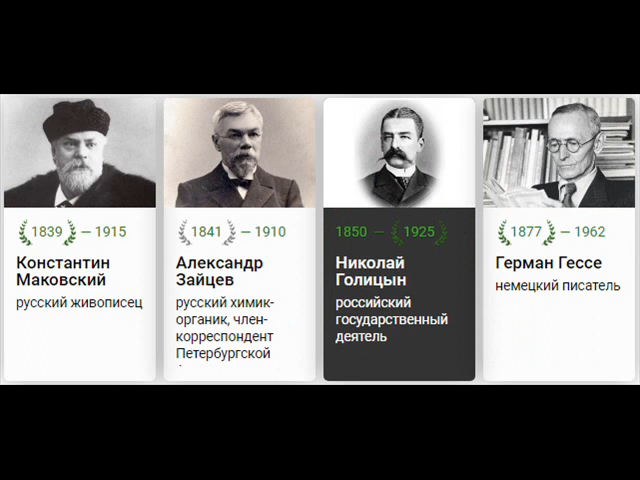 1839 — 1915
Константин
Маковский
русский живописец
1841 — 1910
Александр
Зайцев
русский химик-
органик, член-
корреспондент
Петербургской
1850 — 1925
Николай
Голицын
российский
государственный
деятель
1877 — 1962
Герман Гессе
немецкий писатель